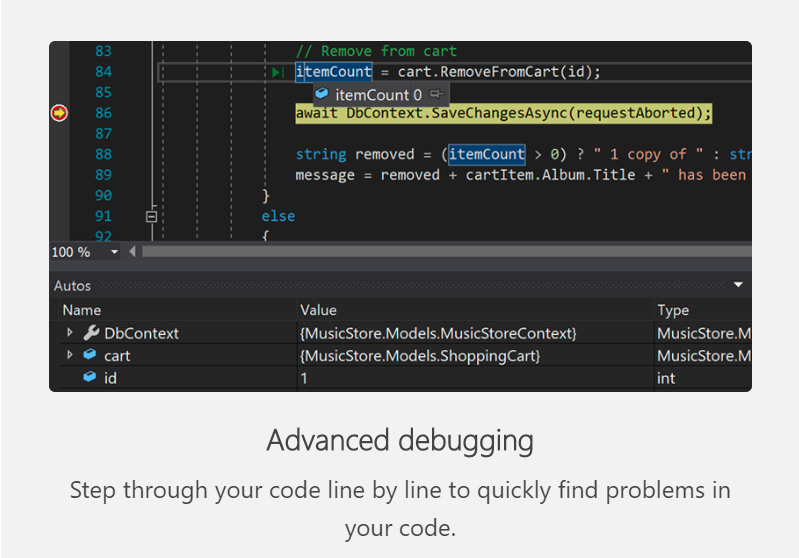 83 // Remove from cart
84 itemCount = cart.RemoveFromCart(id);
85
itemCount 0
86 await DbContext.SaveChangesAsync(requestAborted);
87
88 string removed = (itemCount > 0) ? " 1 copy of " : str
89 message = removed + cartItem.Album.Title + " has been
90 }
91 else
92 {
100 %
Autos
Name Value Type
DbContext {MusicStore.Models.MusicStoreContext} MusicStore.M
cart {MusicStore.Models.ShoppingCart} MusicStore.M
id 1 int
Advanced debugging
Step through your code line by line to quickly find problems in
your code.